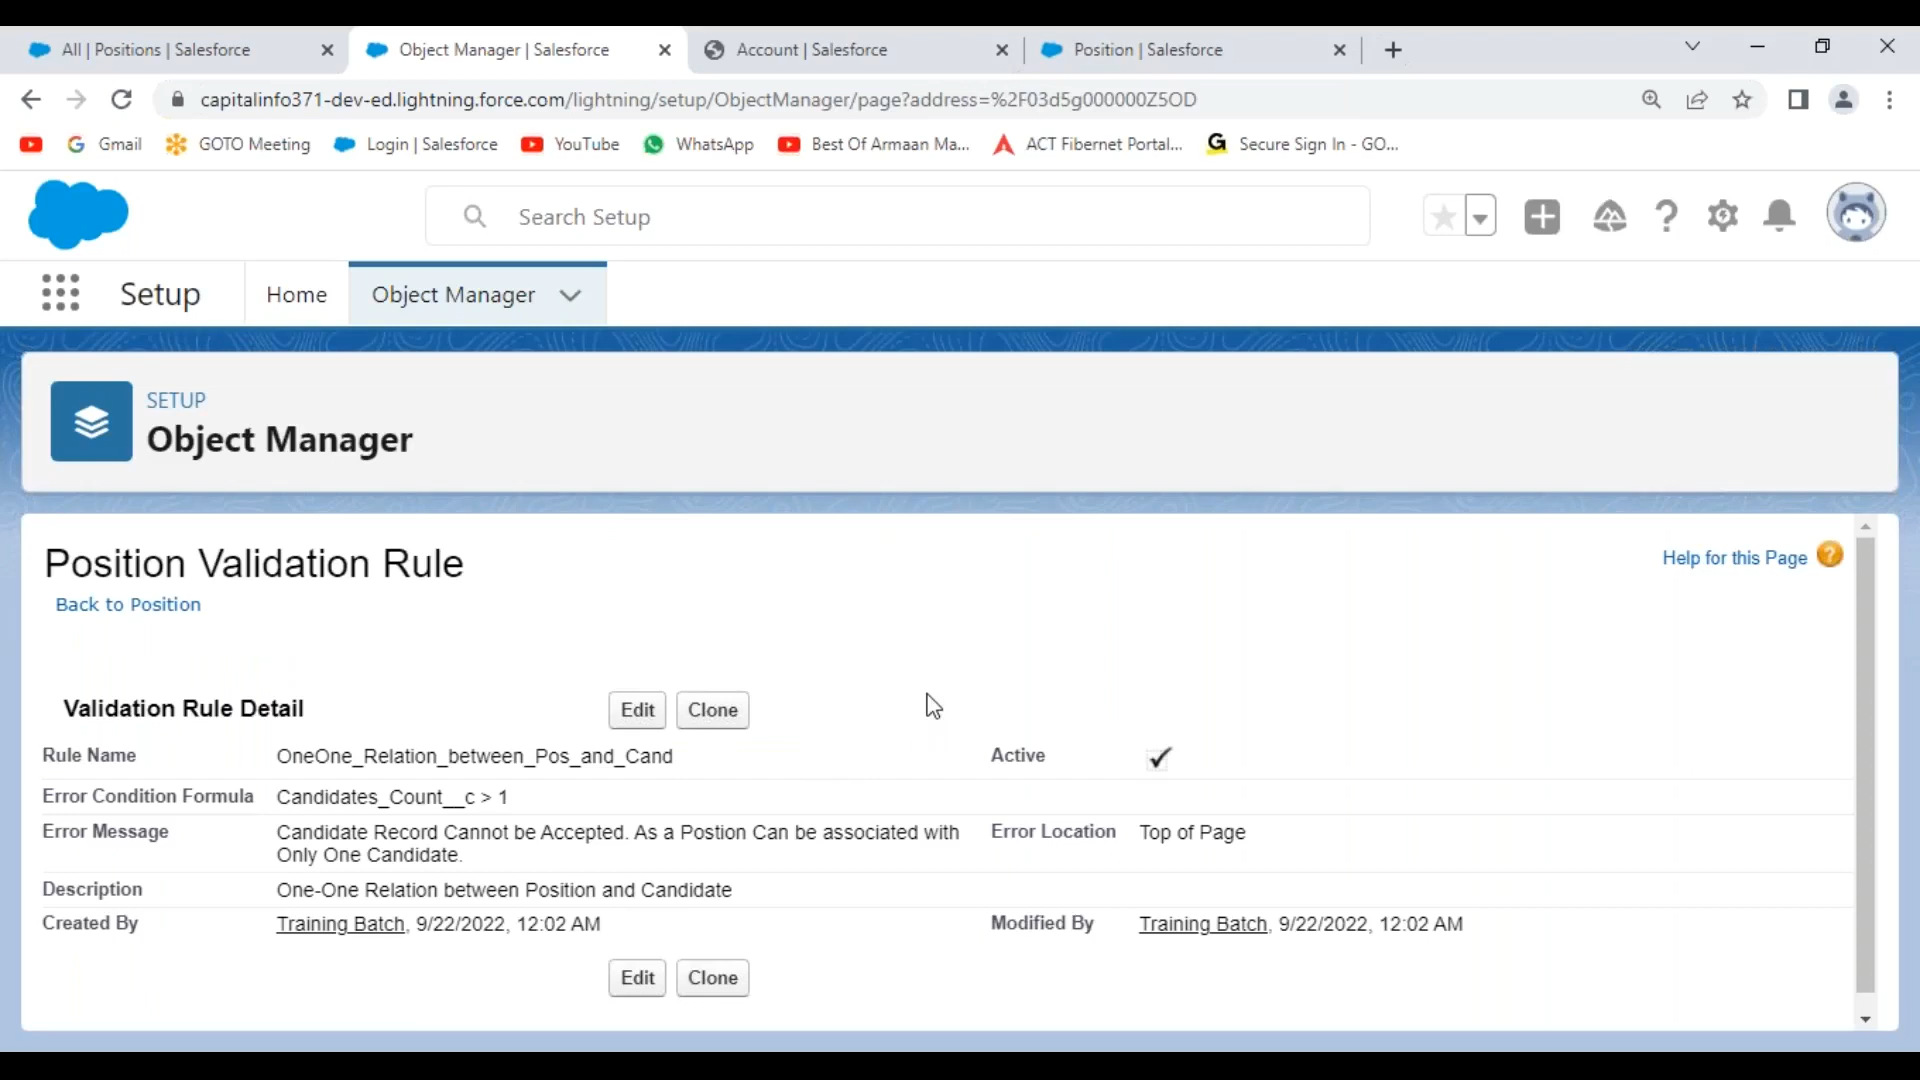 All | Positions | Salesforce
Object Manager | Salesforce
Account | Salesforce
Position | Salesforce
capitalinfo371-dev-ed.lightning.force.com/lightning/setup/ObjectManager/page?address=%2F03d5g000000Z5OD
Gmail
GOTO Meeting
Login | Salesforce
YouTube
WhatsApp
Best Of Armaan Ma...
ACT Fibernet Portal...
Secure Sign In - GO...
Search Setup
Setup
Home
Object Manager
SETUP
Object Manager
Position Validation Rule
Help for this Page
Back to Position
Validation Rule Detail
Edit
Clone
Rule Name
OneOne_Relation_between_Pos_and_Cand
Active
Error Condition Formula
Candidates_Count__c > 1
Error Message
Candidate Record Cannot be Accepted. As a Postion Can be associated with
Only One Candidate.
Error Location
Top of Page
Description
One-One Relation between Position and Candidate
Created By
Training Batch, 9/22/2022, 12:02 AM
Modified By
Training Batch, 9/22/2022, 12:02 AM
Edit
Clone